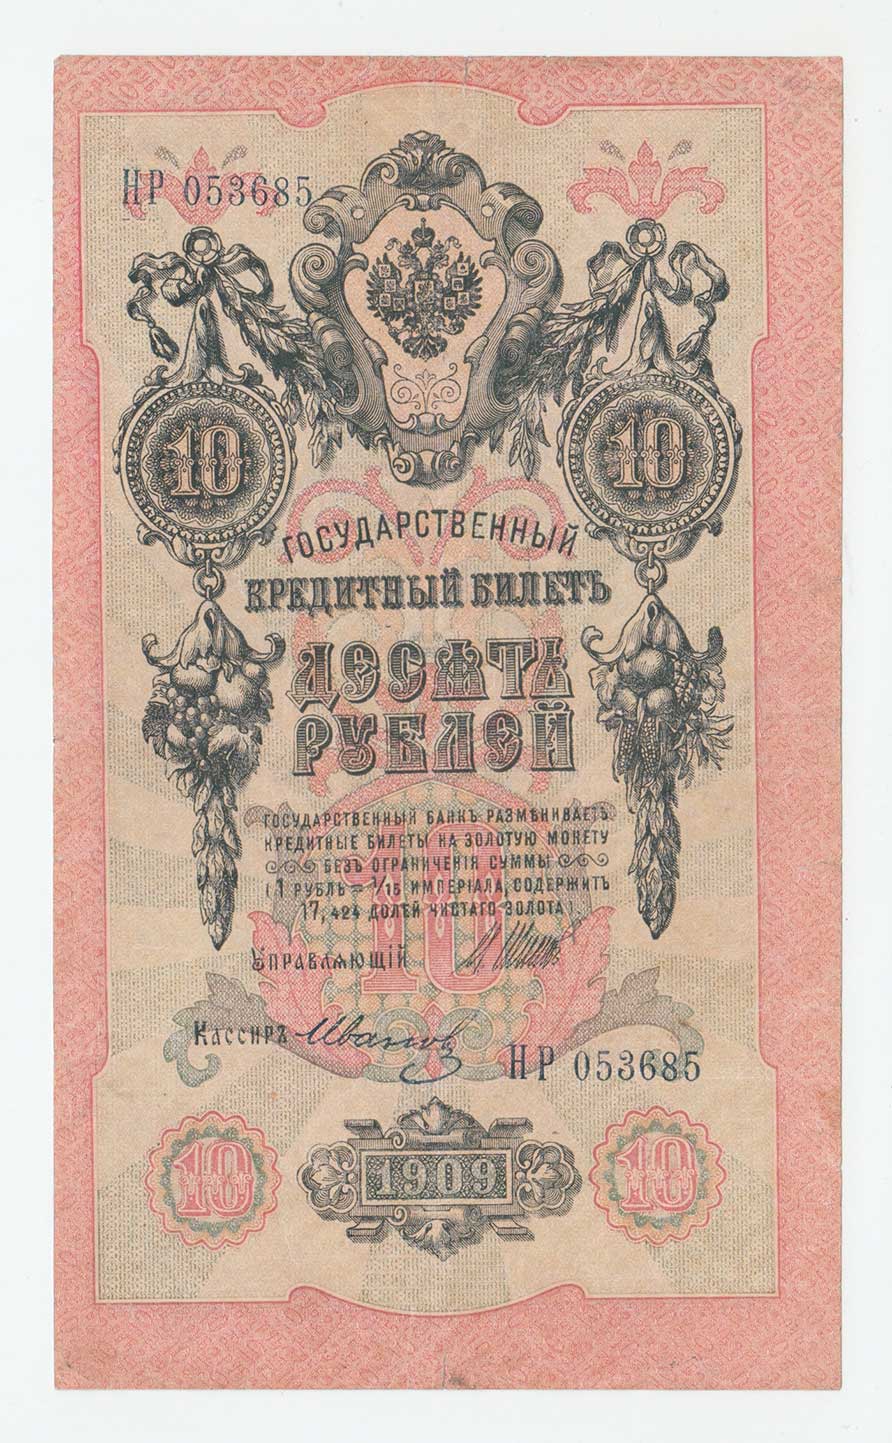 НР 053685
10 10
ГОСУДАРСТВЕННЫЙ
КРЕДИТНЫЙ БИЛЕТЪ
ДЕСЯТЬ
РУБЛЕЙ
ГОСУДАРСТВЕННЫЙ БАНКЪ РАЗМѢНИВАЕТЪ
КРЕДИТНЫЕ БИЛЕТЫ НА ЗОЛОТУЮ МОНЕТУ
БЕЗЪ ОГРАНИЧЕНІЯ СУММЫ
(1 РУБЛЬ = 1/15 ИМПЕРІАЛА, СОДЕРЖИТЪ
17,424 ДОЛЕЙ ЧИСТАГО ЗОЛОТА).
10
УПРАВЛЯЮЩІЙ
КАССИРЪ Иванов
НР 053685
10 1909 10